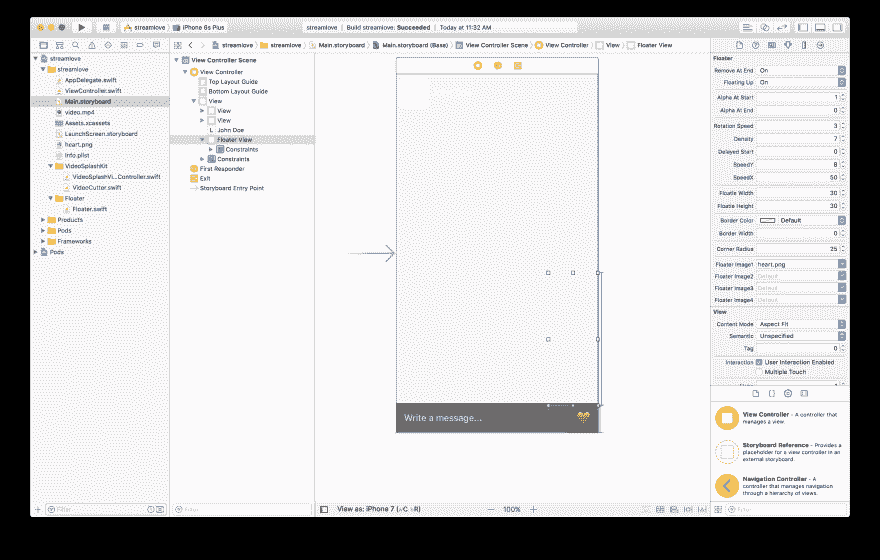 streamlove
iPhone 6s Plus
streamlove | Build streamlove: Succeeded | Today at 11:32 AM
streamlove
streamlove
Main.storyboard
Main.storyboard (Base)
View Controller Scene
View Controller
View
Floater View
streamlove
streamlove
AppDelegate.swift
ViewController.swift
Main.storyboard
video.mp4
Assets.xcassets
LaunchScreen.storyboard
heart.png
Info.plist
VideoSplashKit
VideoSplashVi...Controller.swift
VideoCutter.swift
Floater
Floater.swift
Products
Pods
Frameworks
Pods
Filter
View Controller Scene
View Controller
Top Layout Guide
Bottom Layout Guide
View
View
View
L John Doe
Floater View
Constraints
Constraints
First Responder
Exit
Storyboard Entry Point
Filter
Write a message...
View as: iPhone 7
100%
Floater
Remove At End On
Floating Up On
Alpha At Start 1
Alpha At End 0
Rotation Speed 3
Density 7
Delayed Start 0
SpeedY 8
SpeedX 50
Floatie Width 30
Floatie Height 30
Border Color Default
Border Width 0
Corner Radius 25
Floater Image1 heart.png
Floater Image2 Default
Floater Image3 Default
Floater Image4 Default
View
Content Mode Aspect Fit
Semantic Unspecified
Tag 0
Interaction User Interaction Enabled
Multiple Touch
View Controller - A controller that
manages a view.
Storyboard Reference - Provides a
placeholder for a view controller in an
external storyboard.
Navigation Controller - A
controller that manages navigation
through a hierarchy of views.
Filter